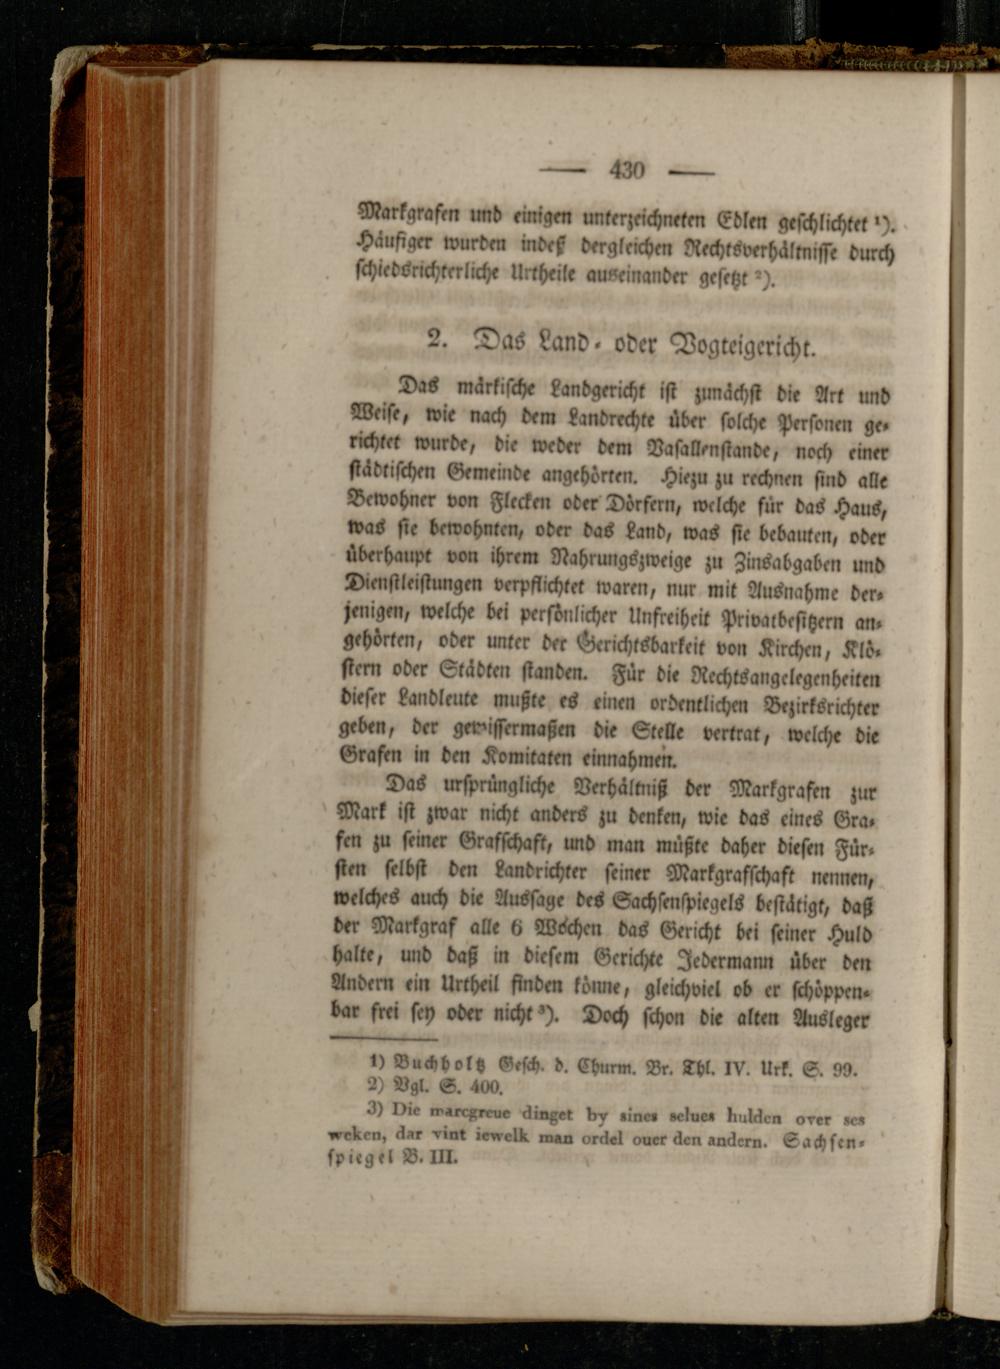 — 430 —
Markgrafen und einigen unterzeichneten Edlen geschlichtet ¹).
Häufiger wurden indeß dergleichen Rechtsverhältnisse durch
schiedsrichterliche Urtheile auseinander gesetzt ²).
2. Das Land- oder Vogteigericht.
Das märkische Landgericht ist zunächst die Art und
Weise, wie nach dem Landrechte über solche Personen ge-
richtet wurde, die weder dem Vasallenstande, noch einer
städtischen Gemeinde angehörten. Hiezu zu rechnen sind alle
Bewohner von Flecken oder Dörfern, welche für das Haus,
was sie bewohnten, oder das Land, was sie bebauten, oder
überhaupt von ihrem Nahrungszweige zu Zinsabgaben und
Dienstleistungen verpflichtet waren, nur mit Ausnahme der-
jenigen, welche bei persönlicher Unfreiheit Privatbesitzern an-
gehörten, oder unter der Gerichtsbarkeit von Kirchen, Klö-
stern oder Städten standen. Für die Rechtsangelegenheiten
dieser Landleute mußte es einen ordentlichen Bezirksrichter
geben, der gewissermaßen die Stelle vertrat, welche die
Grafen in den Komitaten einnahmen.
Das ursprüngliche Verhältniß der Markgrafen zur
Mark ist zwar nicht anders zu denken, wie das eines Gra-
fen zu seiner Grafschaft, und man müßte daher diesen Für-
sten selbst den Landrichter seiner Markgrafschaft nennen,
welches auch die Aussage des Sachsenspiegels bestätigt, daß
der Markgraf alle 6 Wochen das Gericht bei seiner Huld
halte, und daß in diesem Gerichte Jedermann über den
Andern ein Urtheil finden könne, gleichviel ob er schöppen-
bar frei sey oder nicht ³). Doch schon die alten Ausleger
1) Buchholtz Gesch. d. Churm. Br. Thl. IV. Urk. S. 99.
2) Vgl. S. 400.
3) Die marcgreue dinget by sines selues hulden over ses
weken, dar vint iewelk man ordel ouer den andern. Sachsen-
spiegel B. III.